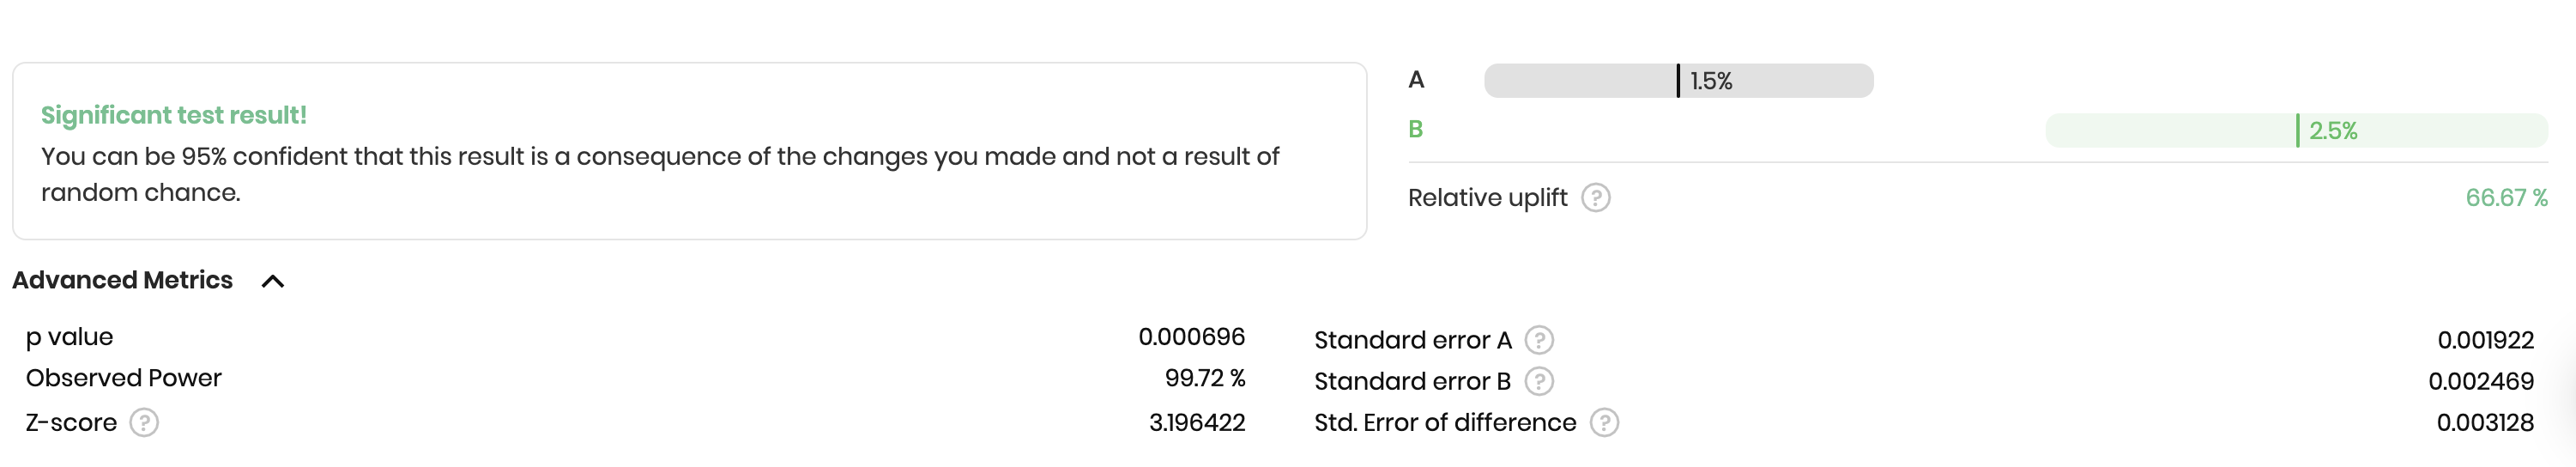 Significant test result!
You can be 95% confident that this result is a consequence of the changes you made and not a result of
random chance.
A 1.5%
B 2.5%
Relative uplift ? 66.67 %
Advanced Metrics
p value 0.000696
Observed Power 99.72 %
Z-score ? 3.196422
Standard error A ? 0.001922
Standard error B ? 0.002469
Std. Error of difference ? 0.003128